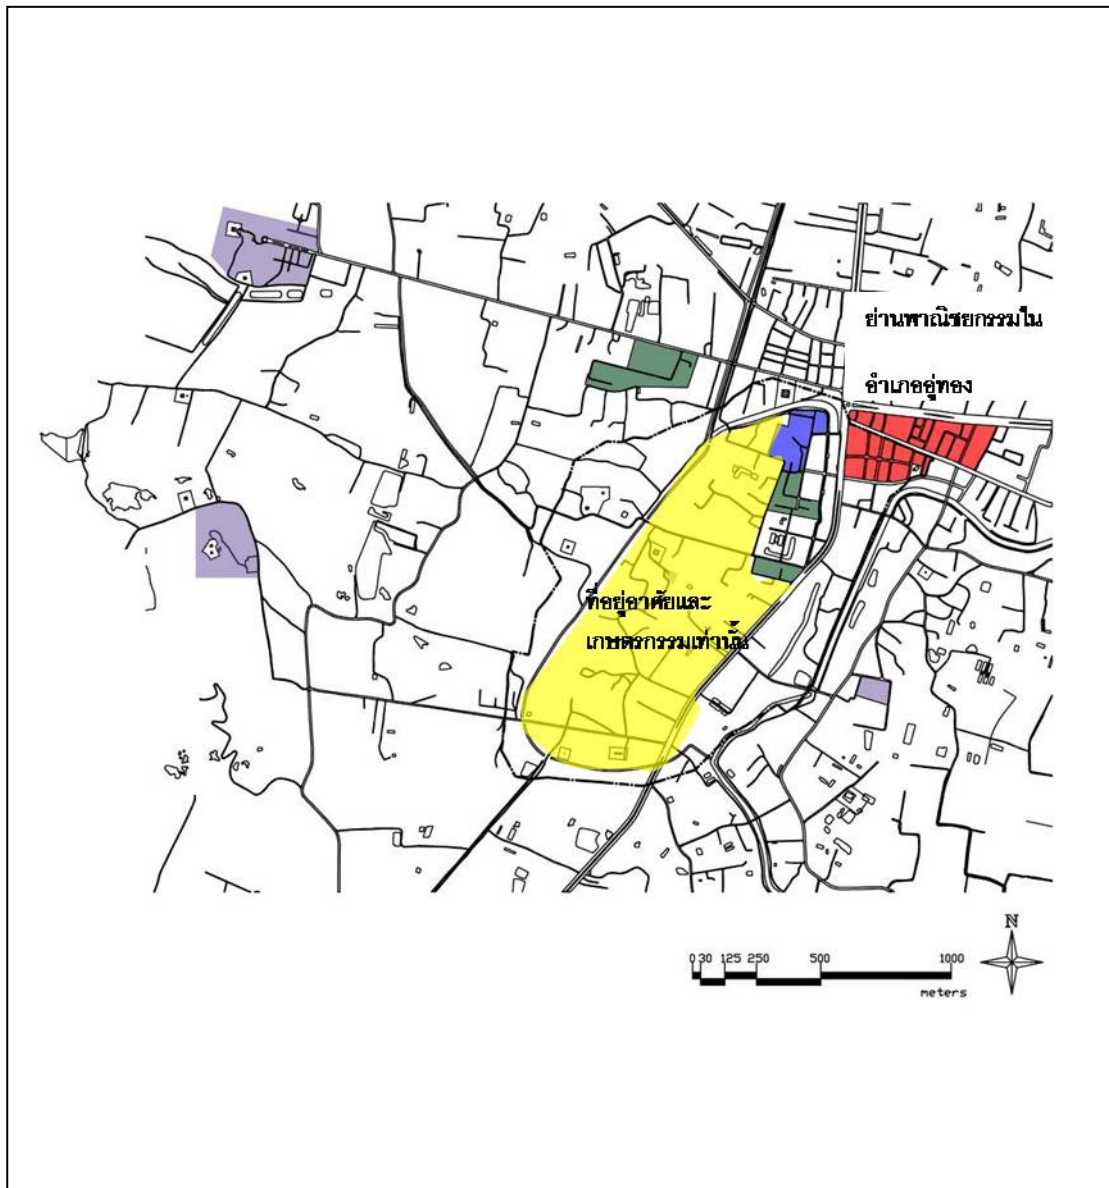 ย่านพาณิชยกรรมใน
อำเภออู่ทอง
ที่อยู่อาศัยและ
เกษตรกรรมเท่านั้น
N
0 30 125 250 500 1000
meters